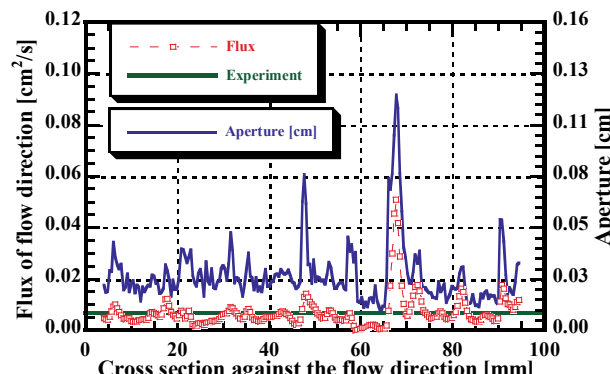 Flux of flow direction [cm²/s]
0.12
0.10
0.08
0.06
0.04
0.02
0.00
Flux
Experiment
Aperture [cm]
0.16
0.13
0.11
0.08
0.05
0.03
0.00
Aperture [cm]
0 20 40 60 80 100
Cross section against the flow direction [mm]